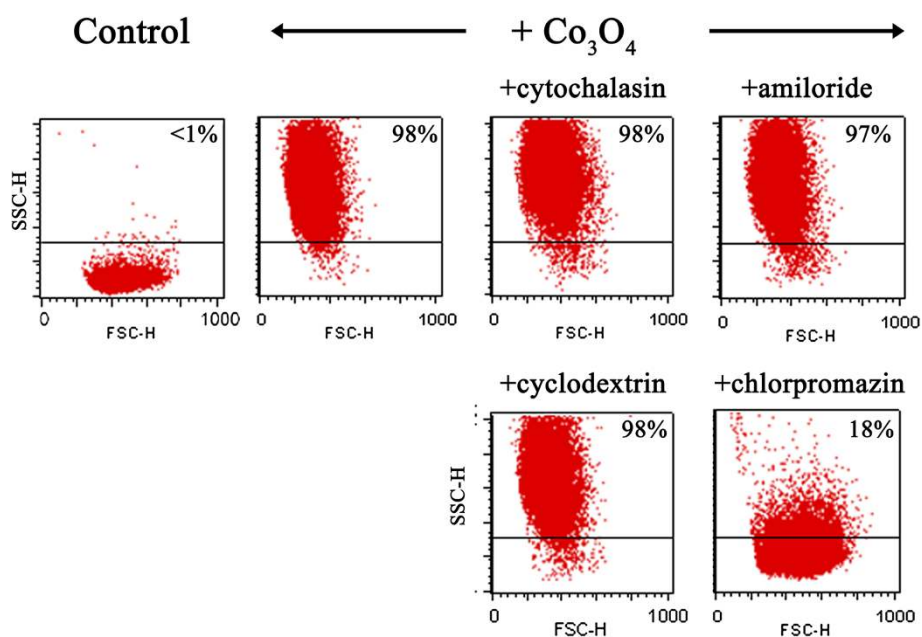 Control
+ Co₃O₄
+cytochalasin
+amiloride
<1%
98%
98%
97%
SSC-H
0 1000
0 1000
0 1000
0 1000
FSC-H
FSC-H
FSC-H
FSC-H
+cyclodextrin
+chlorpromazin
98%
18%
SSC-H
0 1000
0 1000
FSC-H
FSC-H